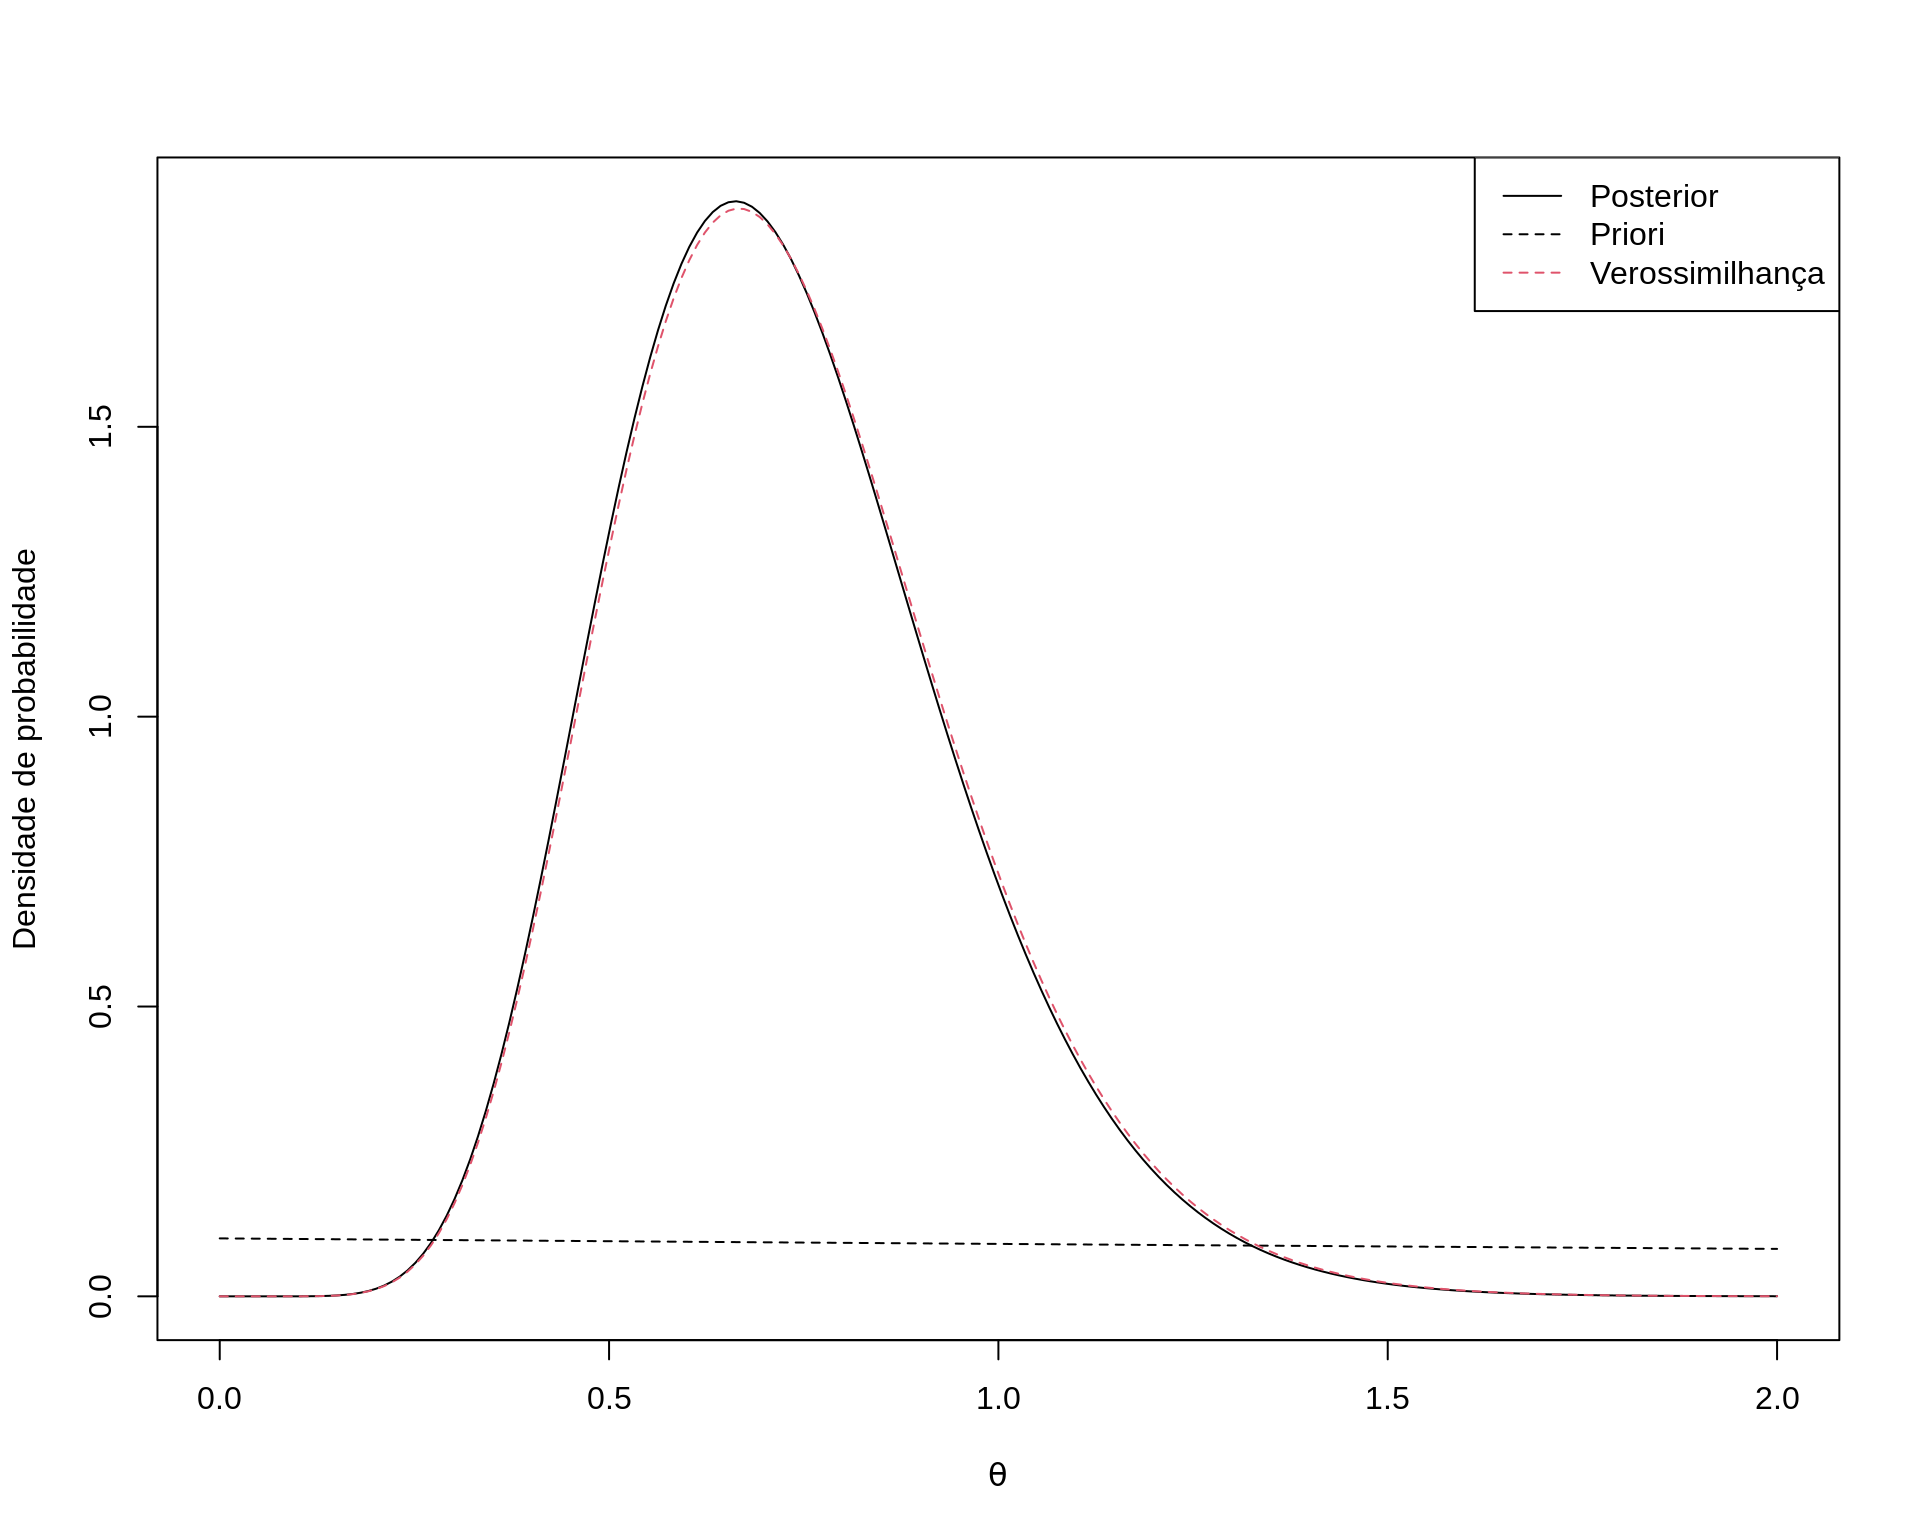 Posterior
Priori
Verossimilhança
Densidade de probabilidade
1.5
1.0
0.5
0.0
0.0 0.5 1.0 1.5 2.0
θ